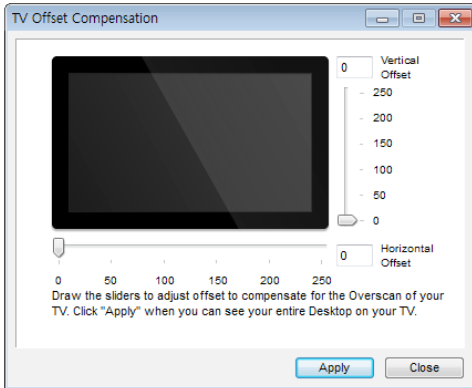 TV Offset Compensation
0
Vertical
Offset
250
200
150
100
50
0
0
Horizontal
Offset
0 50 100 150 200 250
Draw the sliders to adjust offset to compensate for the Overscan of your
TV. Click "Apply" when you can see your entire Desktop on your TV.
Apply Close